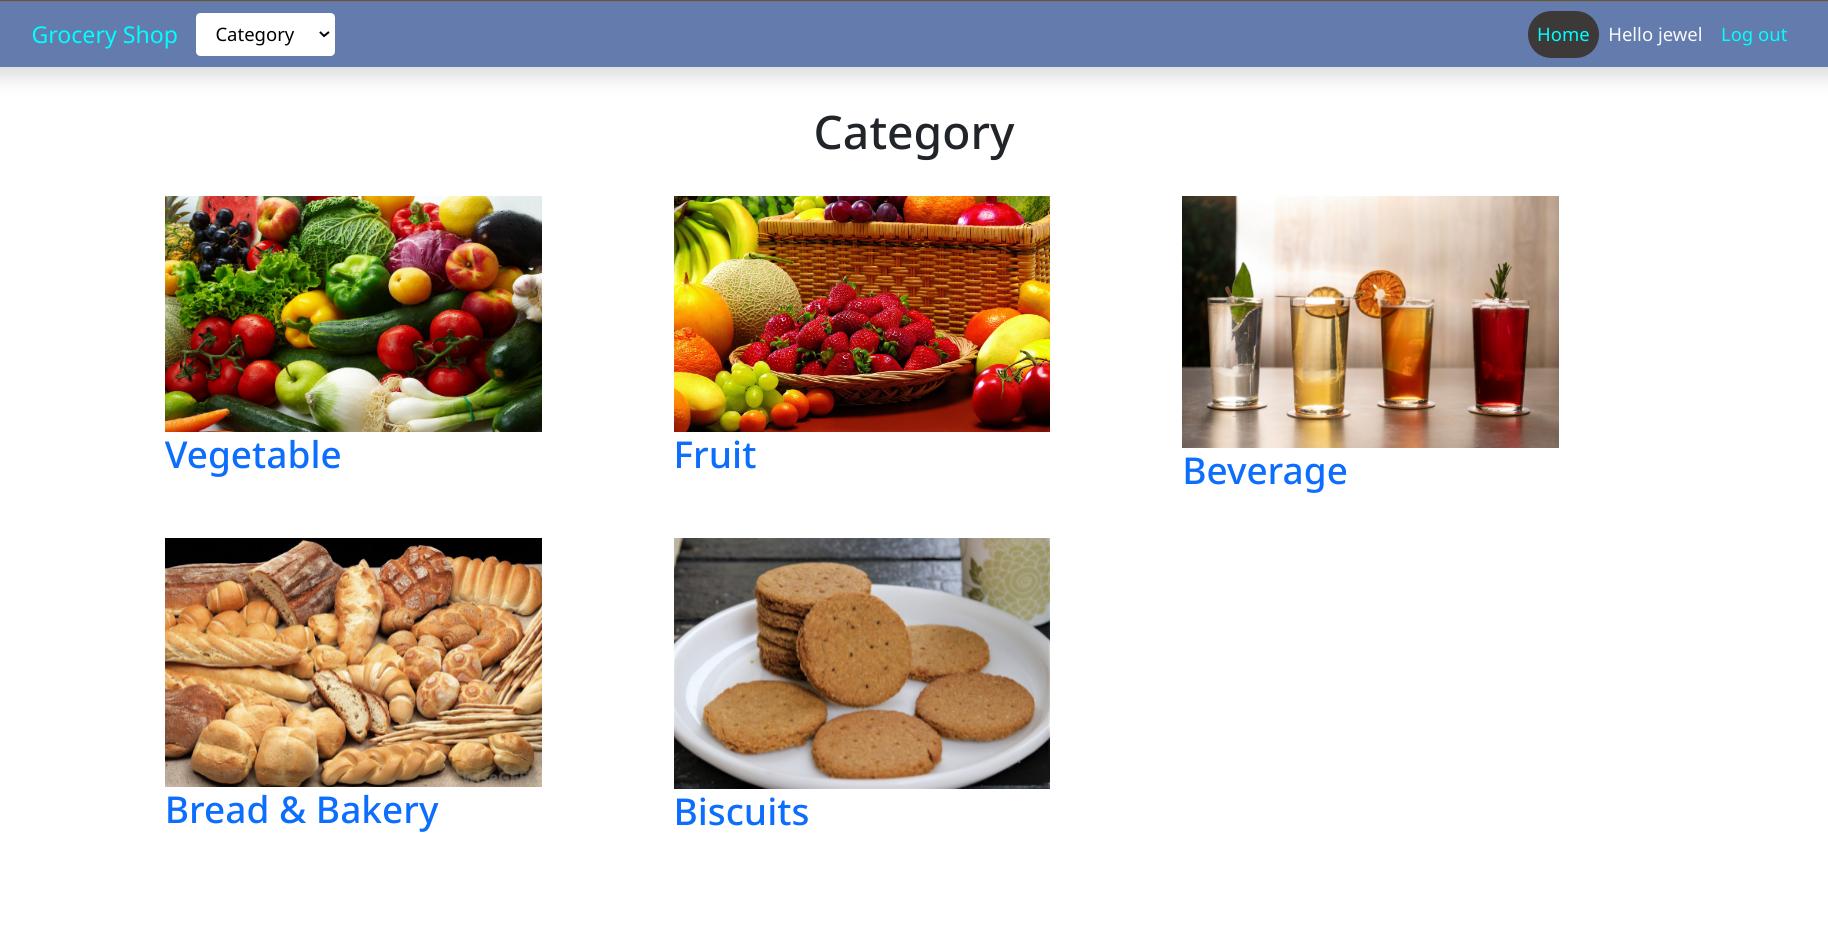 Grocery Shop Category Home Hello jewel Log out
Category
Vegetable
Fruit
Beverage
Bread & Bakery
Biscuits